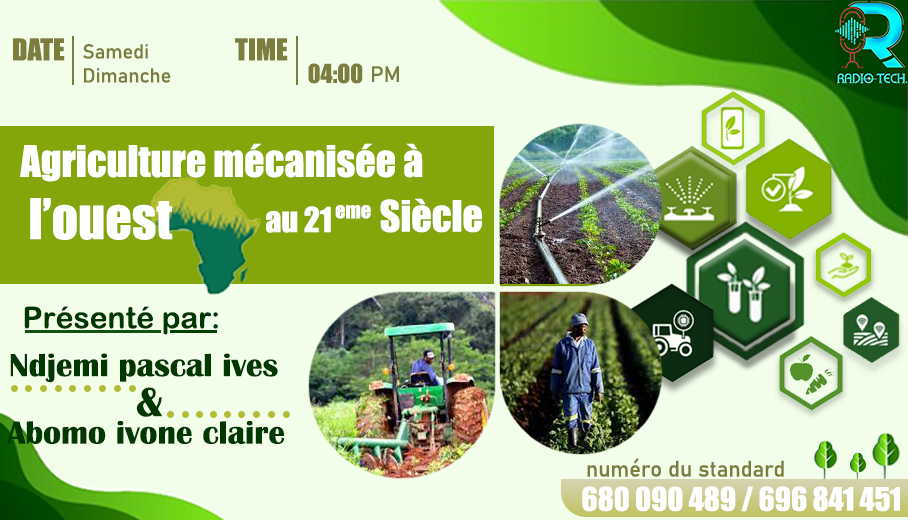 DATE
Samedi
Dimanche
TIME
04:00 PM
RADIO-TECH.
Agriculture mécanisée à
l'ouest au 21eme Siècle
Présenté par:
Ndjemi pascal ives
&
Abomo ivone claire
numéro du standard
680 090 489 / 696 841 451